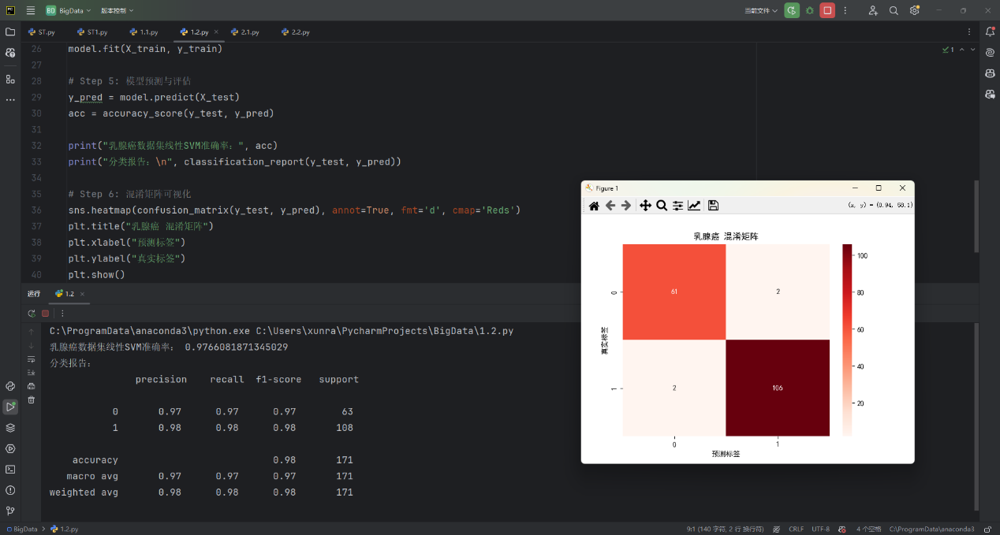 BD BigData 版本控制 当前文件
ST.py ST1.py 1.1.py 1.2.py 2.1.py 2.2.py
26 model.fit(X_train, y_train)
27
28 # Step 5: 模型预测与评估
29 y_pred = model.predict(X_test)
30 acc = accuracy_score(y_test, y_pred)
31
32 print("乳腺癌数据集线性SVM准确率：", acc)
33 print("分类报告：\n", classification_report(y_test, y_pred))
34
35 # Step 6: 混淆矩阵可视化
36 sns.heatmap(confusion_matrix(y_test, y_pred), annot=True, fmt='d', cmap='Reds')
37 plt.title("乳腺癌 混淆矩阵")
38 plt.xlabel("预测标签")
39 plt.ylabel("真实标签")
40 plt.show()
1
运行 1.2
C:\ProgramData\anaconda3\python.exe C:\Users\xunra\PycharmProjects\BigData\1.2.py
乳腺癌数据集线性SVM准确率： 0.9766081871345029
分类报告：
precision recall f1-score support
0 0.97 0.97 0.97 63
1 0.98 0.98 0.98 108
accuracy 0.98 171
macro avg 0.97 0.97 0.97 171
weighted avg 0.98 0.98 0.98 171
Figure 1
(x, y) = (0.94, 58.1)
乳腺癌 混淆矩阵
真实标签
0
1
61 2
2 106
0 1
预测标签
100
80
60
40
20
BigData 1.2.py 9:1 (140 字符, 2 行 换行符) CRLF UTF-8 4 个空格 C:\ProgramData\anaconda3